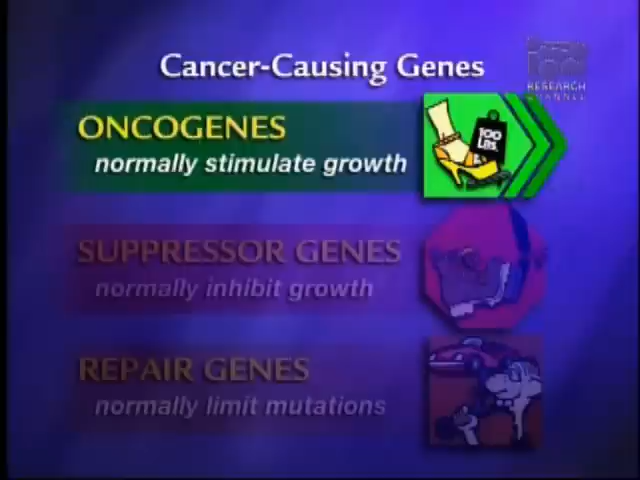 Cancer-Causing Genes
RESEARCH
CHANNEL
ONCOGENES
normally stimulate growth
100
LBS.
SUPPRESSOR GENES
normally inhibit growth
REPAIR GENES
normally limit mutations